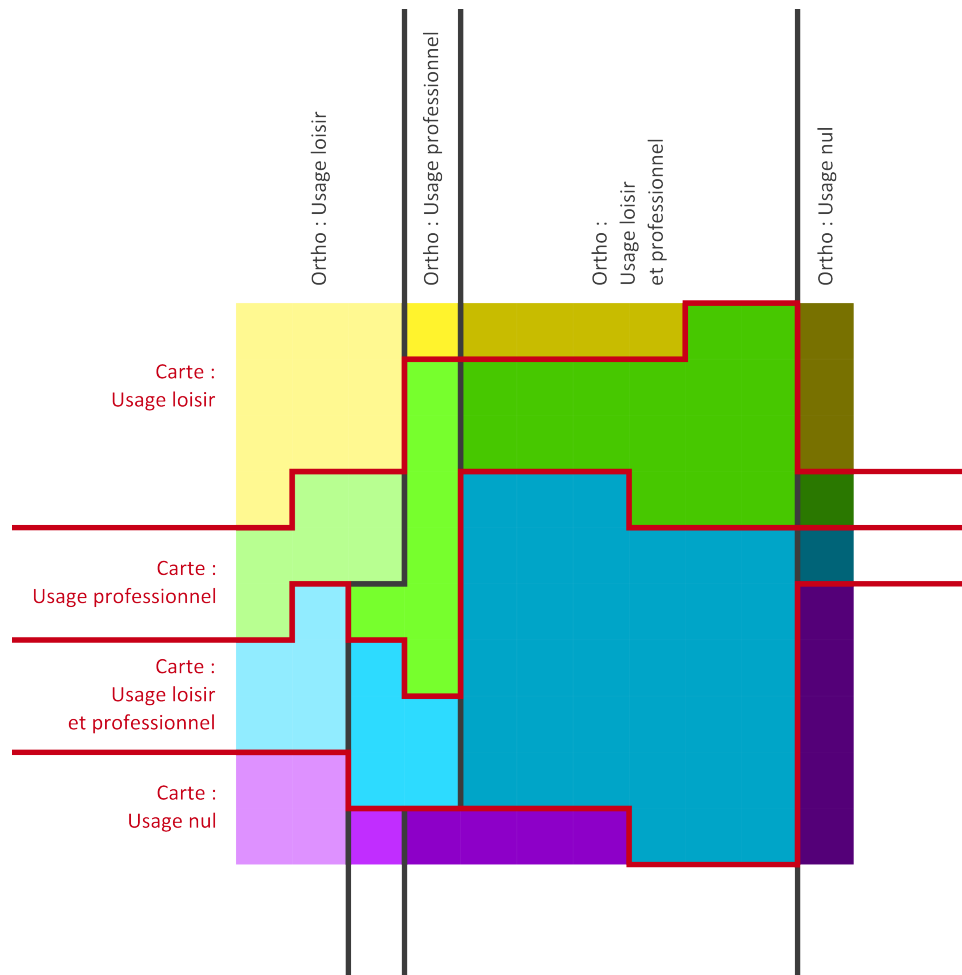 Ortho : Usage loisir
Ortho : Usage professionnel
Ortho :
Usage loisir
et professionnel
Ortho : Usage nul
Carte :
Usage loisir
Carte :
Usage professionnel
Carte :
Usage loisir
et professionnel
Carte :
Usage nul